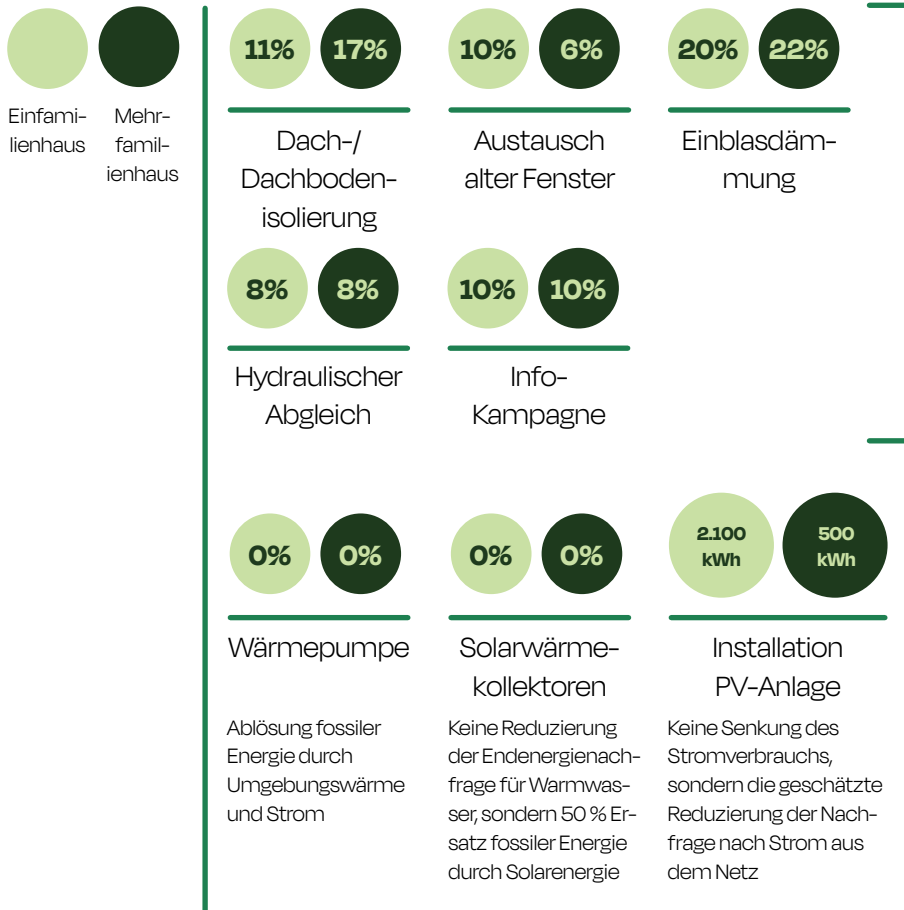 Einfami-
lienhaus
Mehr-
famil-
ienhaus
11% 17%
Dach-/
Dachboden-
isolierung
10% 6%
Austausch
alter Fenster
20% 22%
Einblasdäm-
mung
8% 8%
Hydraulischer
Abgleich
10% 10%
Info-
Kampagne
0% 0%
Wärmepumpe
Ablösung fossiler
Energie durch
Umgebungswärme
und Strom
0% 0%
Solarwärme-
kollektoren
Keine Reduzierung
der Endenergienach-
frage für Warmwas-
ser, sondern 50 % Er-
satz fossiler Energie
durch Solarenergie
2.100
kWh
500
kWh
Installation
PV-Anlage
Keine Senkung des
Stromverbrauchs,
sondern die geschätzte
Reduzierung der Nach-
frage nach Strom aus
dem Netz